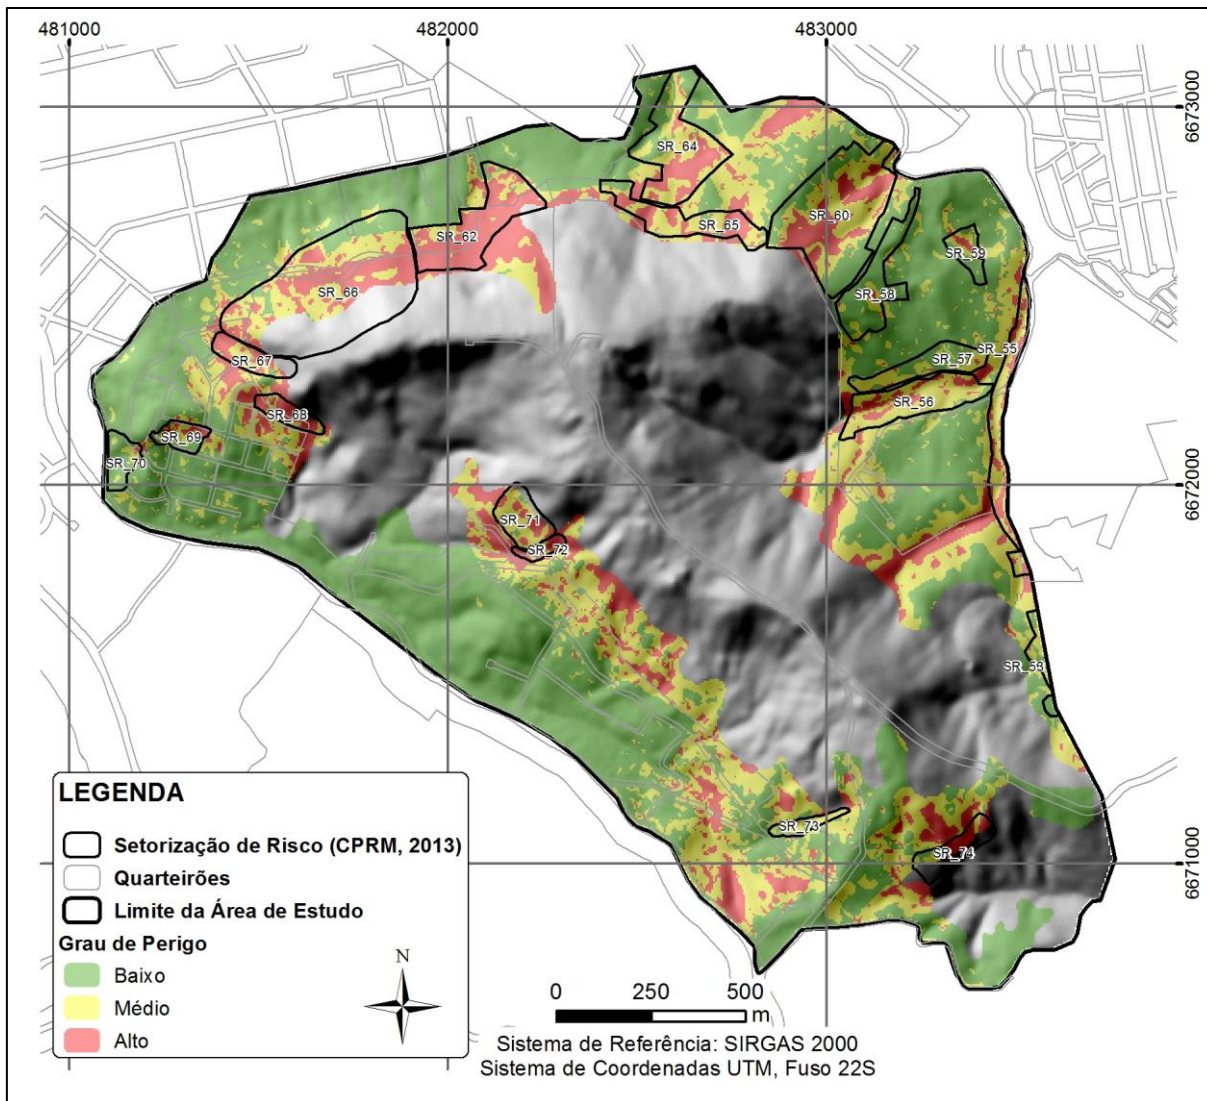 481000
482000
483000
6673000
SR_64
SR_60
SR_62
SR_65
SR_59
SR_66
SR_58
SR_67
SR_57
SR_55
SR_56
SR_68
SR_69
SR_70
6672000
SR_71
SR_72
SR_53
SR_73
SR_74
6671000
LEGENDA
Setorização de Risco (CPRM, 2013)
Quarteirões
Limite da Área de Estudo
Grau de Perigo
Baixo
Médio
Alto
N
0 250 500
m
Sistema de Referência: SIRGAS 2000
Sistema de Coordenadas UTM, Fuso 22S